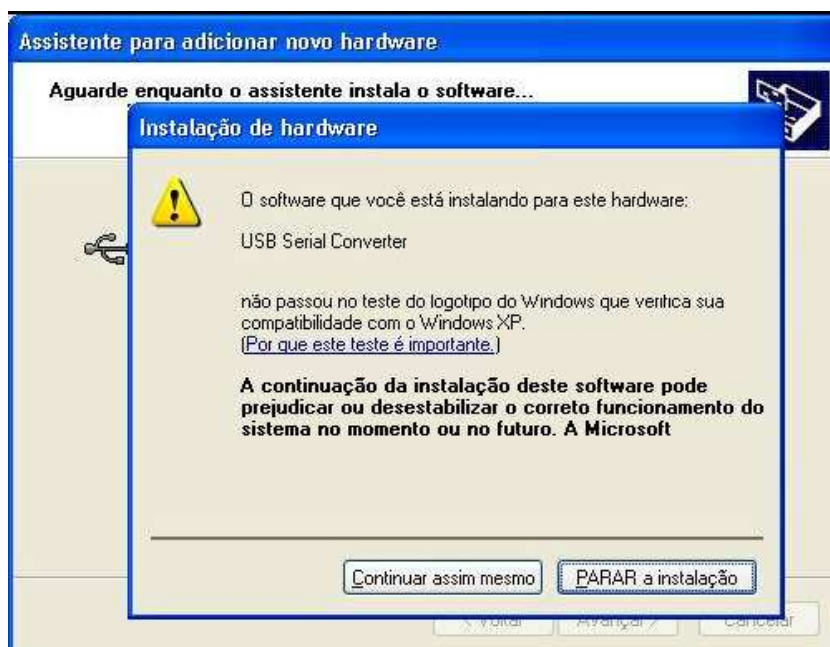 Assistente para adicionar novo hardware
Aguarde enquanto o assistente instala o software...
Instalação de hardware
O software que você está instalando para este hardware:
USB Serial Converter
não passou no teste do logotipo do Windows que verifica sua
compatibilidade com o Windows XP.
(Por que este teste é importante.)
A continuação da instalação deste software pode
prejudicar ou desestabilizar o correto funcionamento do
sistema no momento ou no futuro. A Microsoft
Continuar assim mesmo PARAR a instalação
< Voltar Avançar > Cancelar